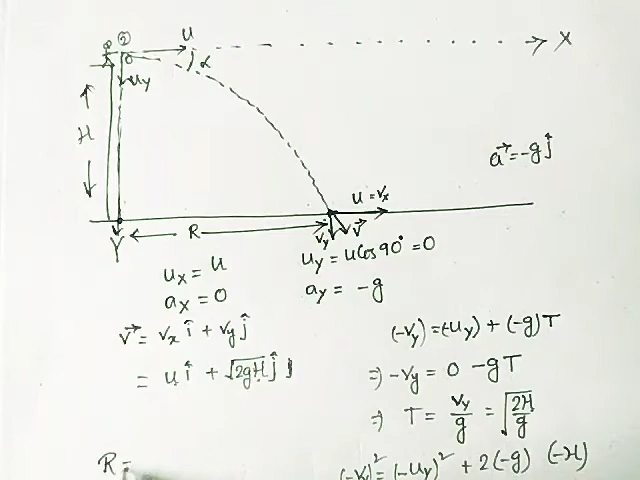 ② u X
O α
uy
H
a⃗ = -g ĵ
u = vx
Y R vy v⃗
ux = u
uy = u Cos 90° = 0
ax = 0
ay = -g
v⃗ = vx î + vy ĵ
= u î + √2gH ĵ
(-vy) = (-uy) + (-g)T
⇒ -vy = 0 - gT
⇒ T = vy/g = √2H/g
R =
(-vy)² = (-uy)² + 2(-g) (-H)